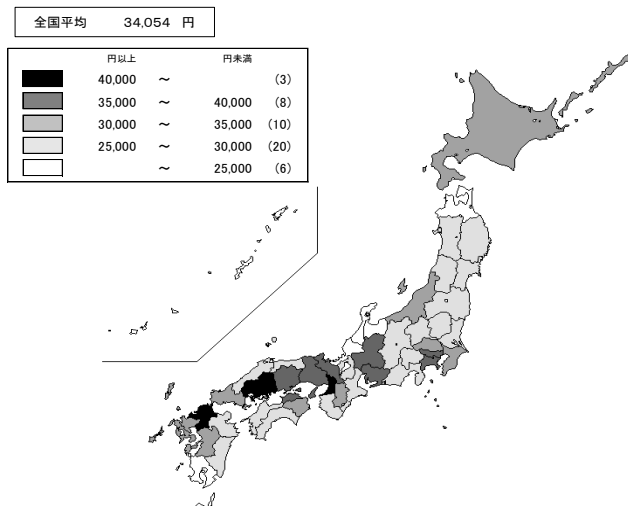 全国平均 34,054 円
円以上 円未満
40,000 ～ (3)
35,000 ～ 40,000 (8)
30,000 ～ 35,000 (10)
25,000 ～ 30,000 (20)
～ 25,000 (6)